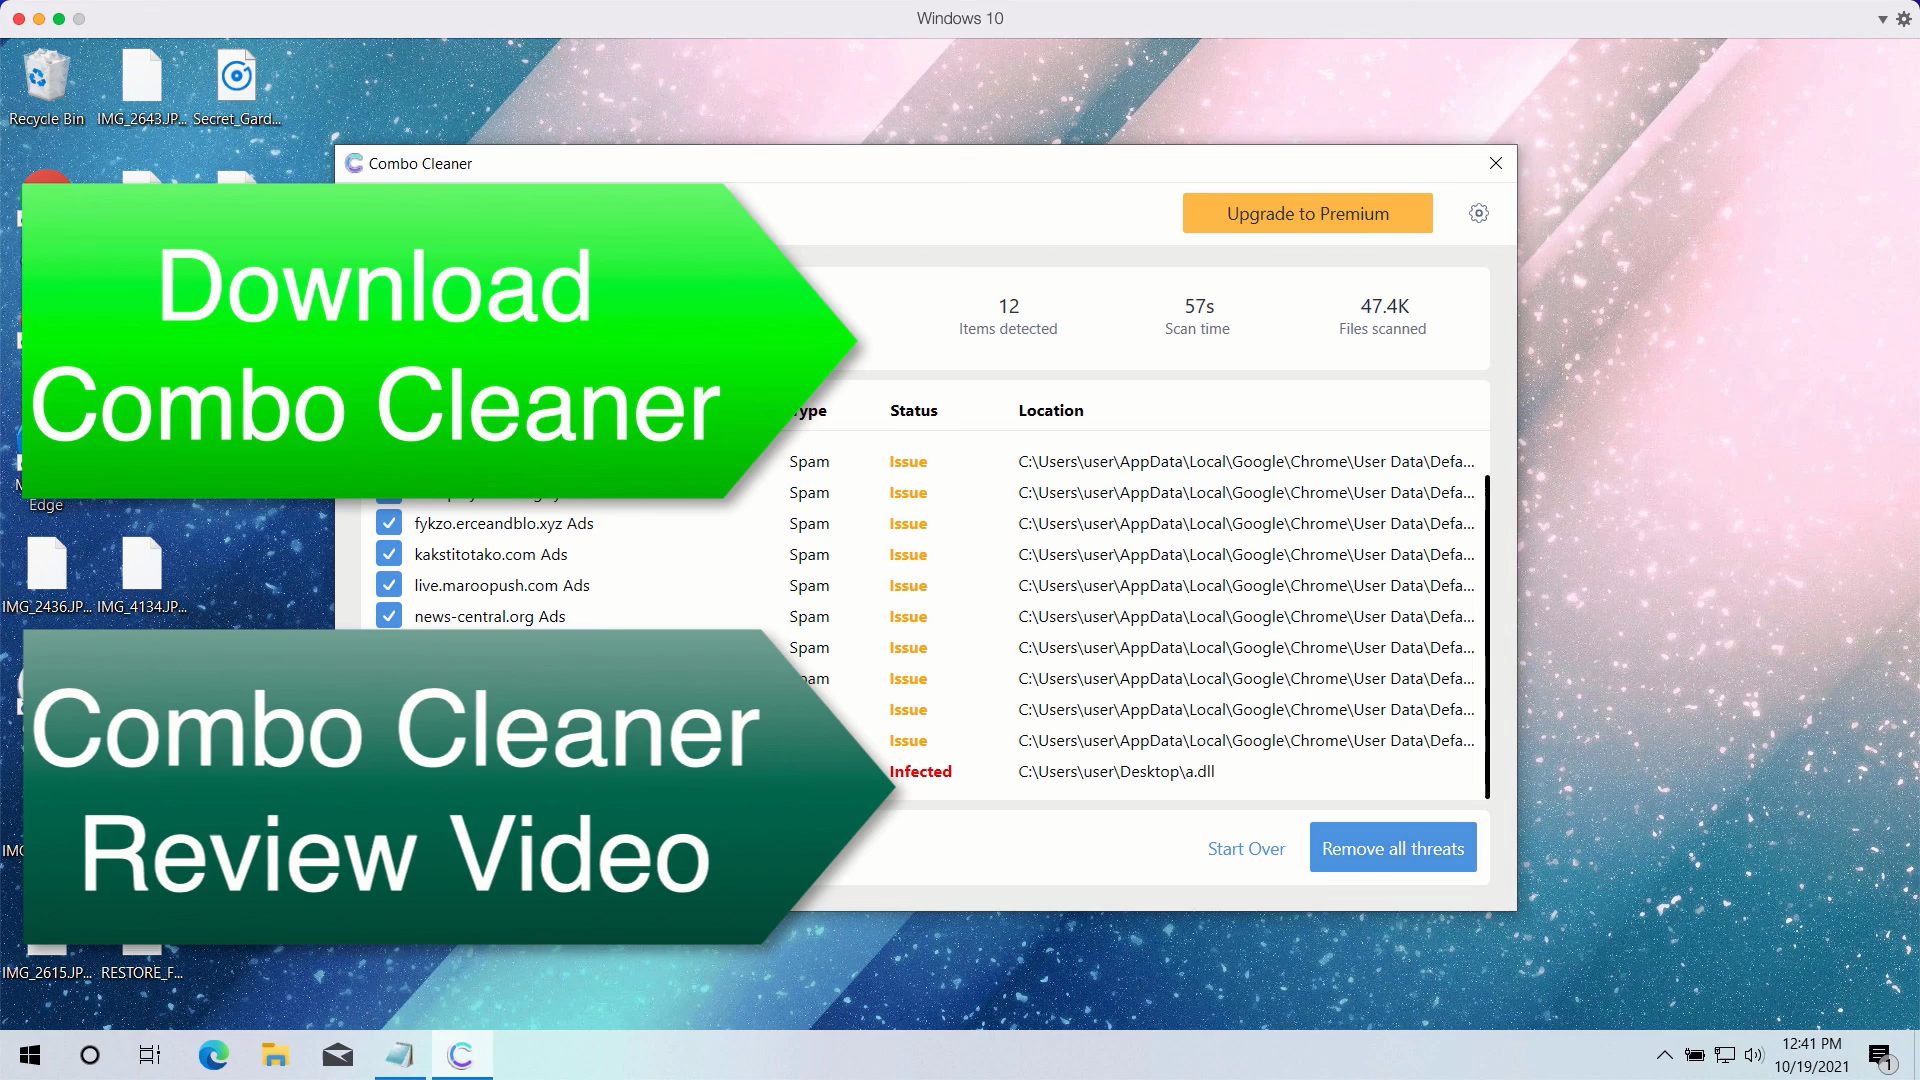 Windows 10
Recycle Bin
IMG_2643.JP...
Secret_Gard...
Combo Cleaner
Upgrade to Premium
12
Items detected
57s
Scan time
47.4K
Files scanned
Download
Combo Cleaner
Status
Location
Spam Issue C:\Users\user\AppData\Local\Google\Chrome\User Data\Defa...
Spam Issue C:\Users\user\AppData\Local\Google\Chrome\User Data\Defa...
fykzo.erceandblo.xyz Ads Spam Issue C:\Users\user\AppData\Local\Google\Chrome\User Data\Defa...
kakstitotako.com Ads Spam Issue C:\Users\user\AppData\Local\Google\Chrome\User Data\Defa...
live.maroopush.com Ads Spam Issue C:\Users\user\AppData\Local\Google\Chrome\User Data\Defa...
news-central.org Ads Spam Issue C:\Users\user\AppData\Local\Google\Chrome\User Data\Defa...
Spam Issue C:\Users\user\AppData\Local\Google\Chrome\User Data\Defa...
Issue C:\Users\user\AppData\Local\Google\Chrome\User Data\Defa...
Issue C:\Users\user\AppData\Local\Google\Chrome\User Data\Defa...
Issue C:\Users\user\AppData\Local\Google\Chrome\User Data\Defa...
Infected C:\Users\user\Desktop\a.dll
Edge
IMG_2436.JP...
IMG_4134.JP...
Combo Cleaner
Review Video
Start Over
Remove all threats
IMG_2615.JP...
RESTORE_F...
12:41 PM
10/19/2021
1